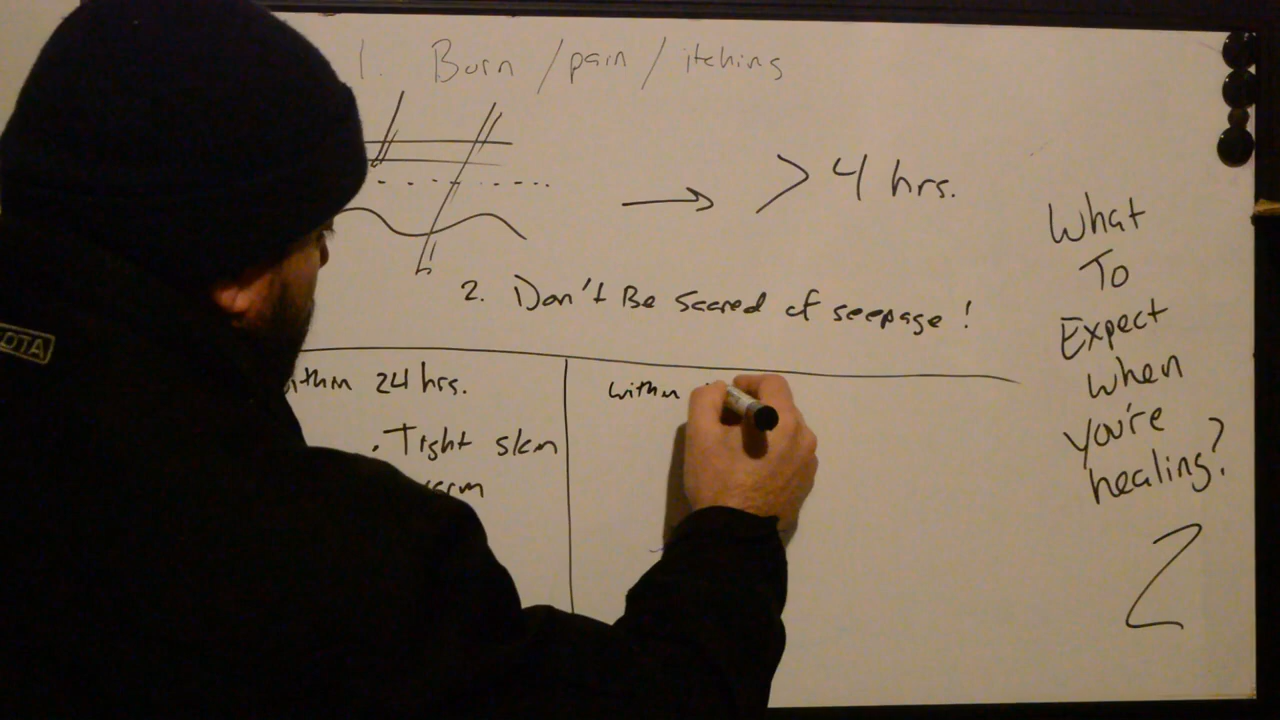 1. Burn / pain / itching
> 4 hrs.
2. Don't Be Scared of seepage!
24 hrs.
within
. Tight skin
What
To
Expect
when
you're
healing?
2
OTA